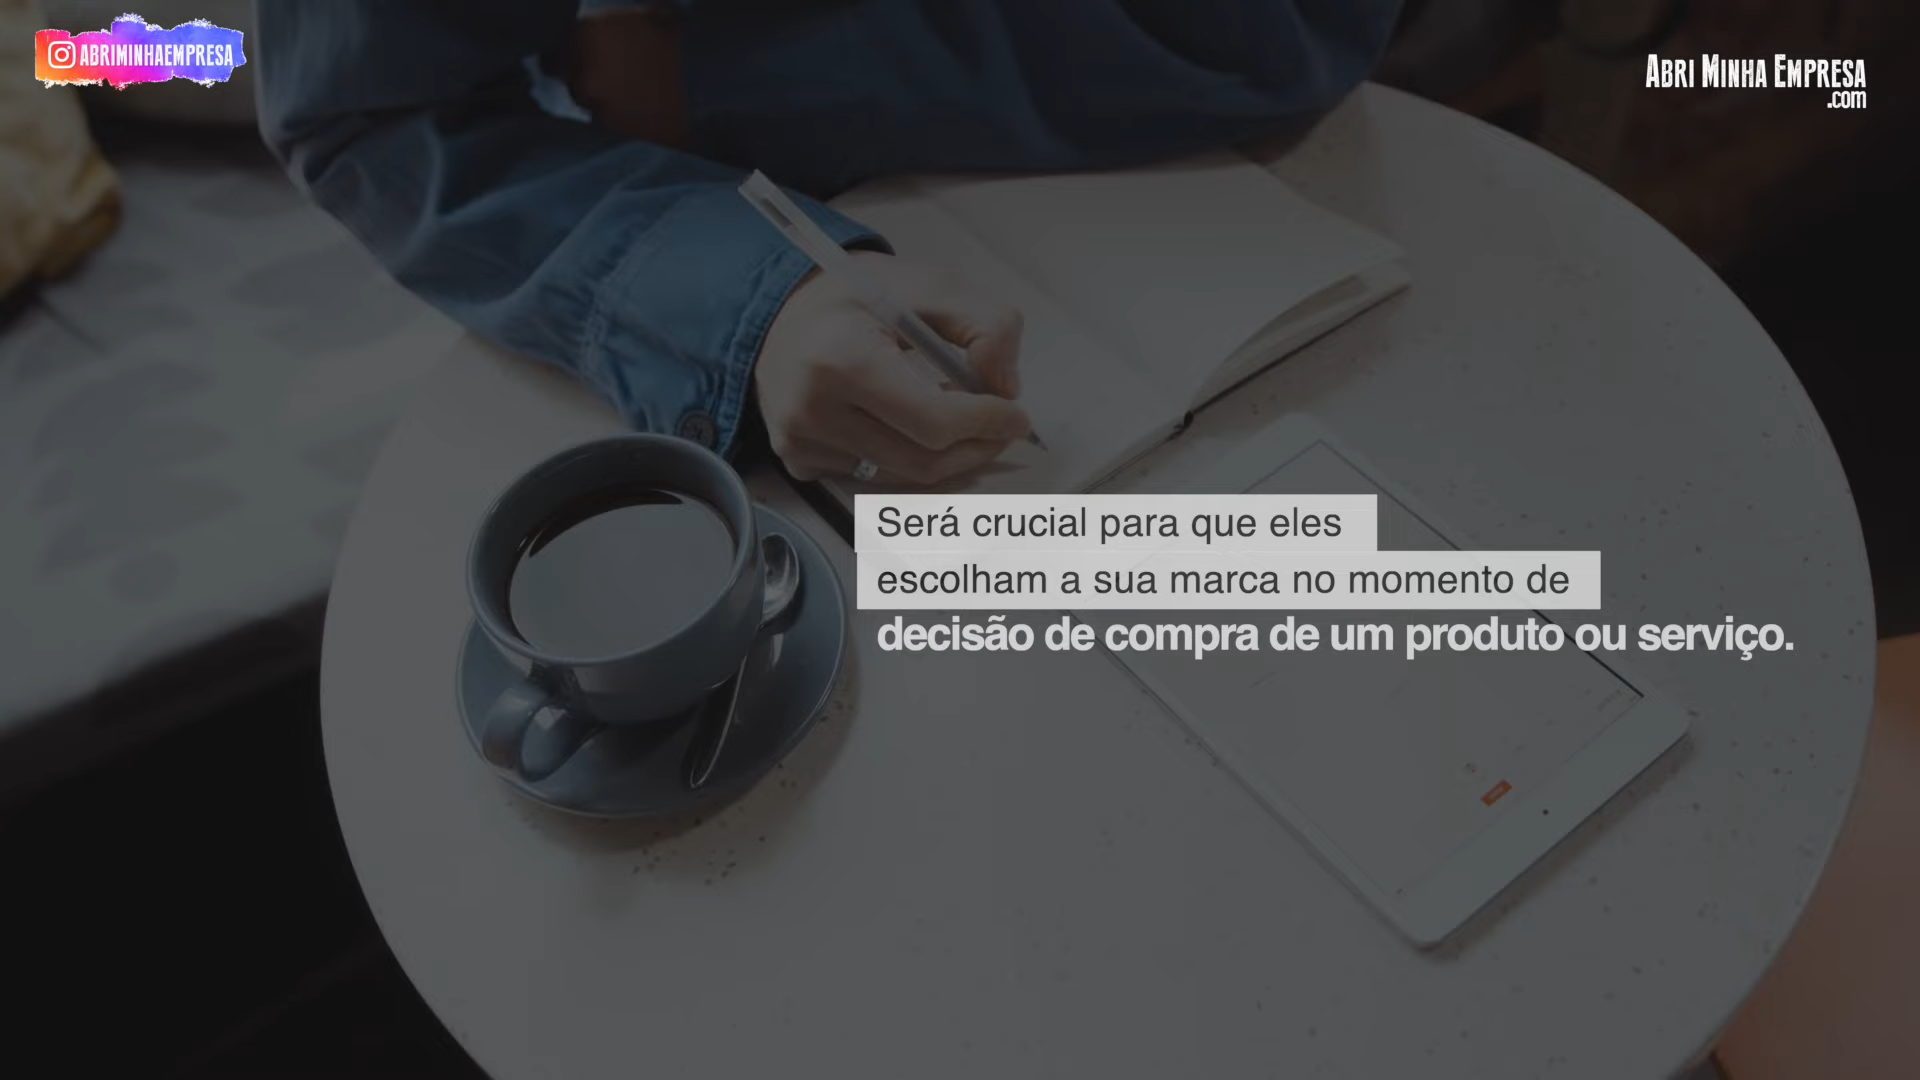 ABRIMINHAEMPRESA
ABRI MINHA EMPRESA
.com
Será crucial para que eles
escolham a sua marca no momento de
decisão de compra de um produto ou serviço.